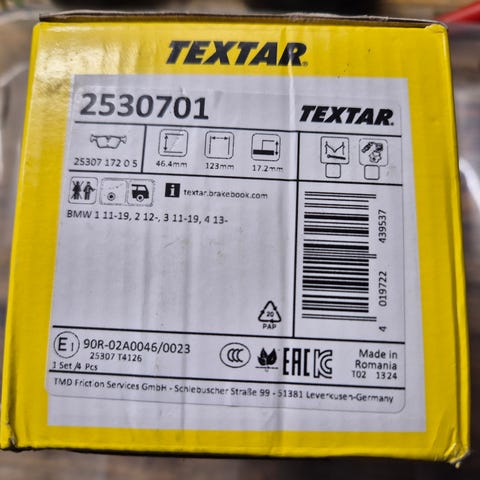 TEXTAR®
2530701
TEXTAR®
25307 172 0 5
46.4mm
123mm
17.2mm
i textar.brakebook.com
BMW 1 11-19, 2 12-, 3 11-19, 4 13-
4 019722 439537
20
PAP
E1 90R-02A0046/0023
25307 T4126
CCC
EAC
KC
1 Set /4 Pcs
Made in
Romania
T02 1324
TMD Friction Services GmbH - Schlebuscher Straße 99 - 51381 Leverkusen-Germany